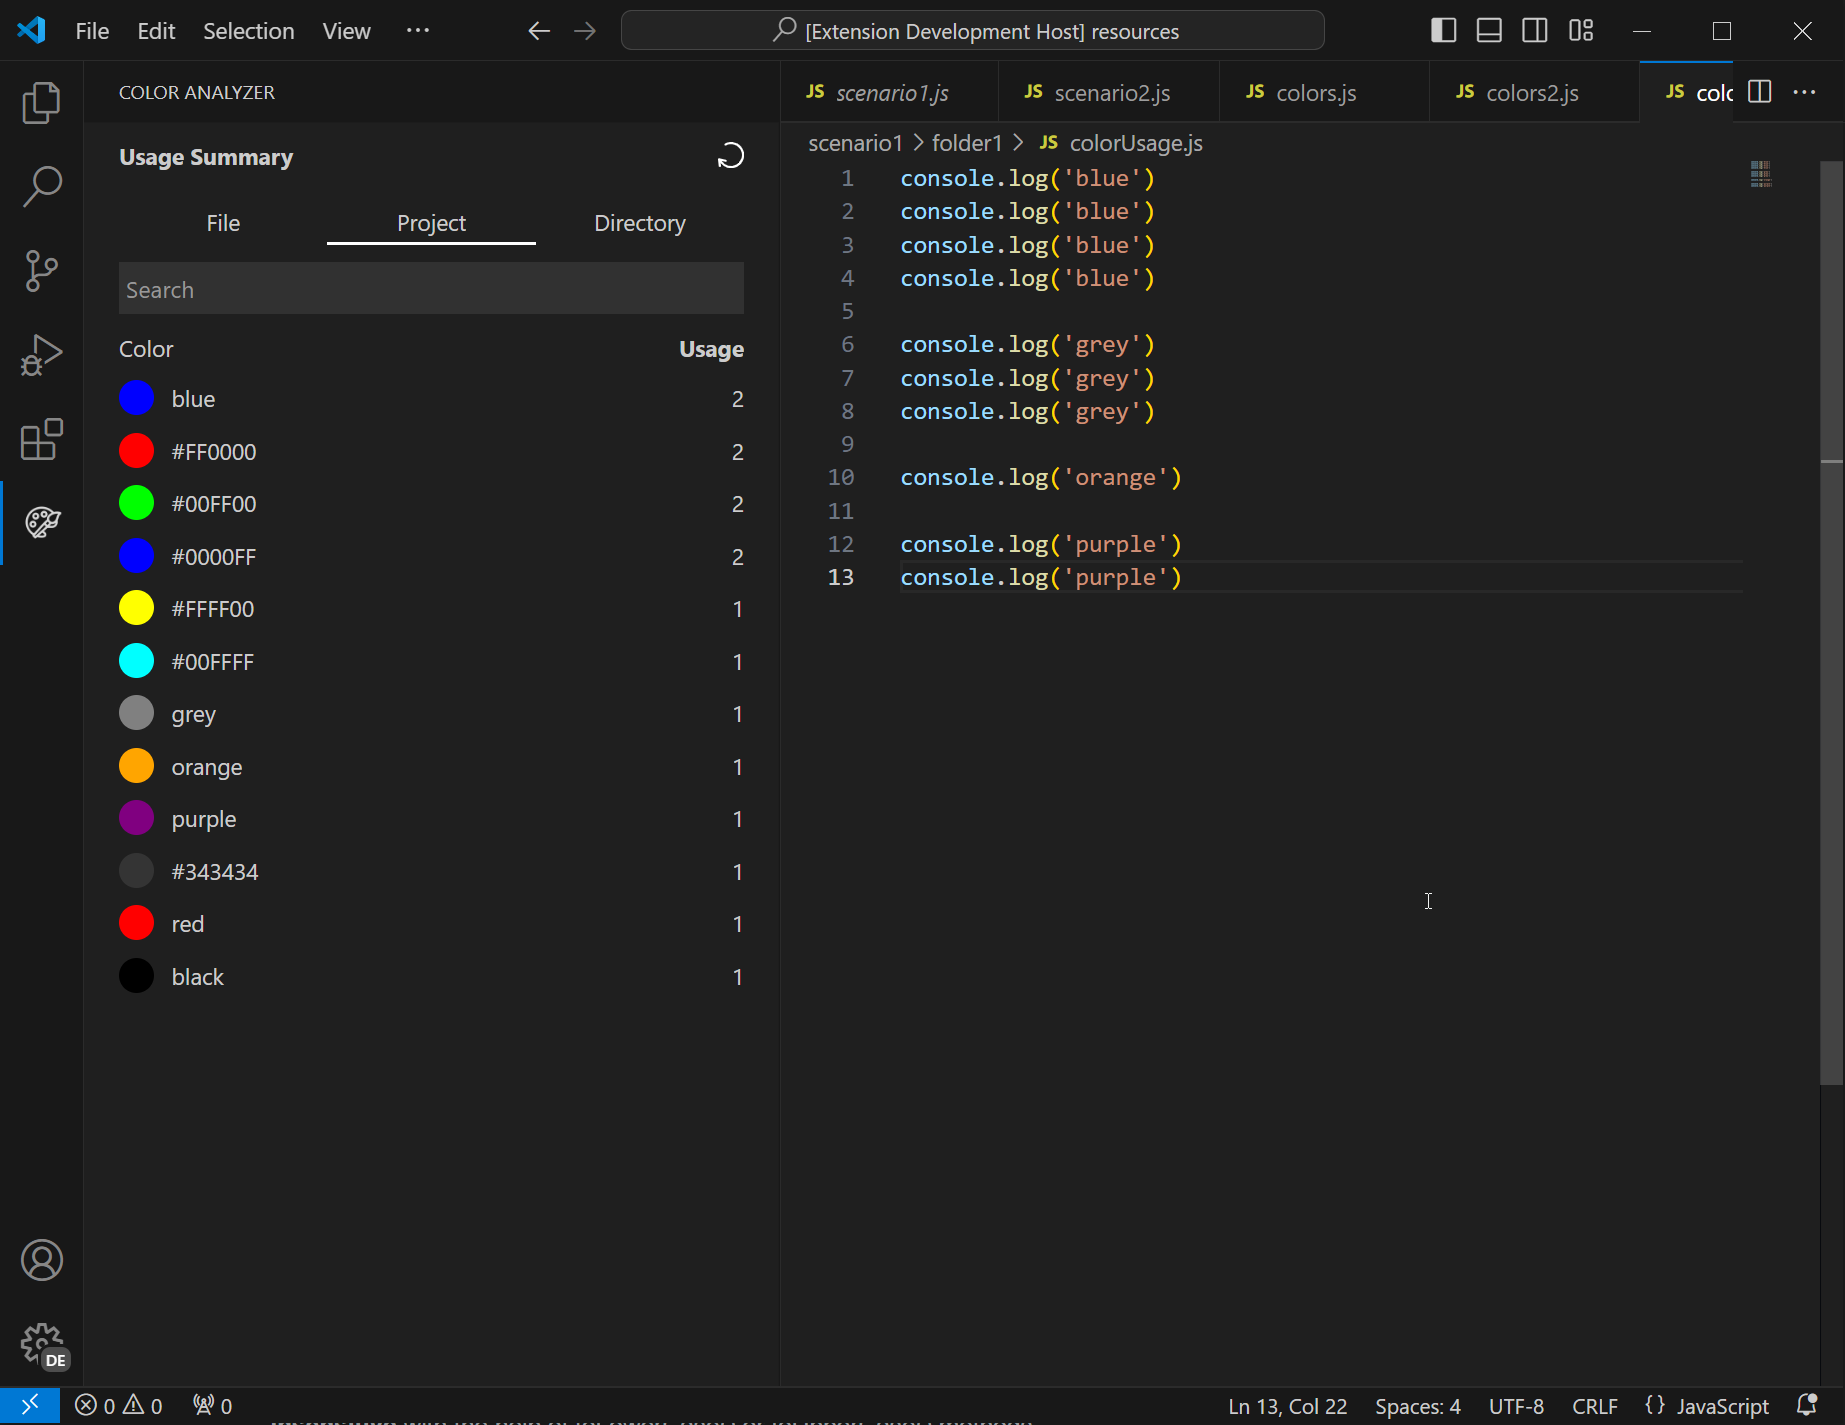 File Edit Selection View ··· [Extension Development Host] resources
COLOR ANALYZER
JS scenario1.js JS scenario2.js JS colors.js JS colors2.js JS colo ···
Usage Summary
File Project Directory
Search
Color Usage
blue 2
#FF0000 2
#00FF00 2
#0000FF 2
#FFFF00 1
#00FFFF 1
grey 1
orange 1
purple 1
#343434 1
red 1
black 1
scenario1 > folder1 > JS colorUsage.js
1 console.log('blue')
2 console.log('blue')
3 console.log('blue')
4 console.log('blue')
5
6 console.log('grey')
7 console.log('grey')
8 console.log('grey')
9
10 console.log('orange')
11
12 console.log('purple')
13 console.log('purple')
DE
0 0 0 Ln 13, Col 22 Spaces: 4 UTF-8 CRLF {} JavaScript